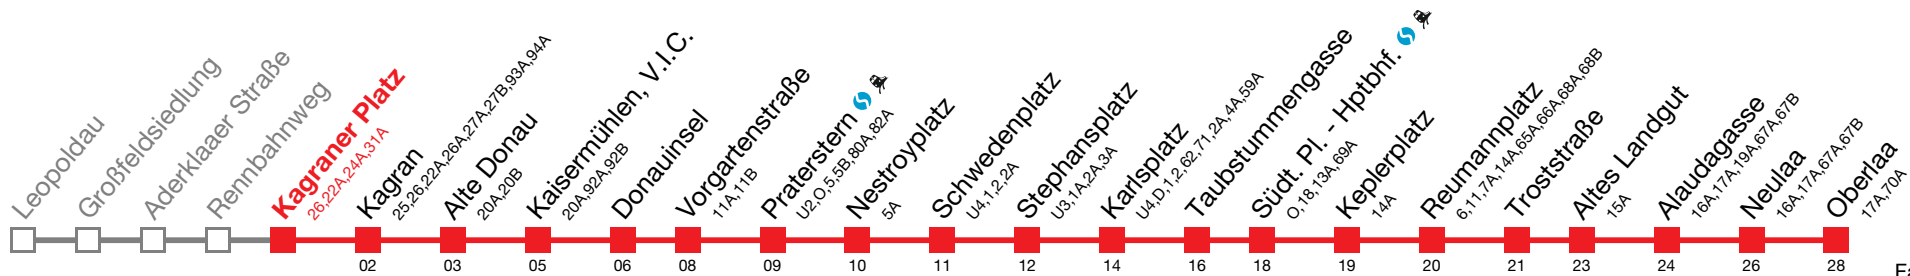 Leopoldau
Großfeldsiedlung
Aderklaaer Straße
Rennbahnweg
Kagraner Platz
26,22A,24A,31A
Kagran
25,26,22A,26A,27A,27B,93A,94A
02
Alte Donau
20A,20B
03
Kaisermühlen, V.I.C.
20A,92A,92B
05
Donauinsel
06
Vorgartenstraße
11A,11B
08
Praterstern
U2,O,5,5B,80A,82A
09
Nestroyplatz
5A
10
Schwedenplatz
U4,1,2,2A
11
Stephansplatz
U3,1A,2A,3A
12
Karlsplatz
U4,D,1,2,62,71,2A,4A,59A
14
Taubstummengasse
16
Südt. Pl. - Hptbhf.
O,18,13A,69A
18
Keplerplatz
14A
19
Reumannplatz
6,11,7A,14A,65A,66A,68A,68B
20
Troststraße
21
Altes Landgut
15A
23
Alaudagasse
16A,17A,19A,67A,67B
24
Neulaa
16A,17A,67A,67B
26
Oberlaa
17A,70A
28